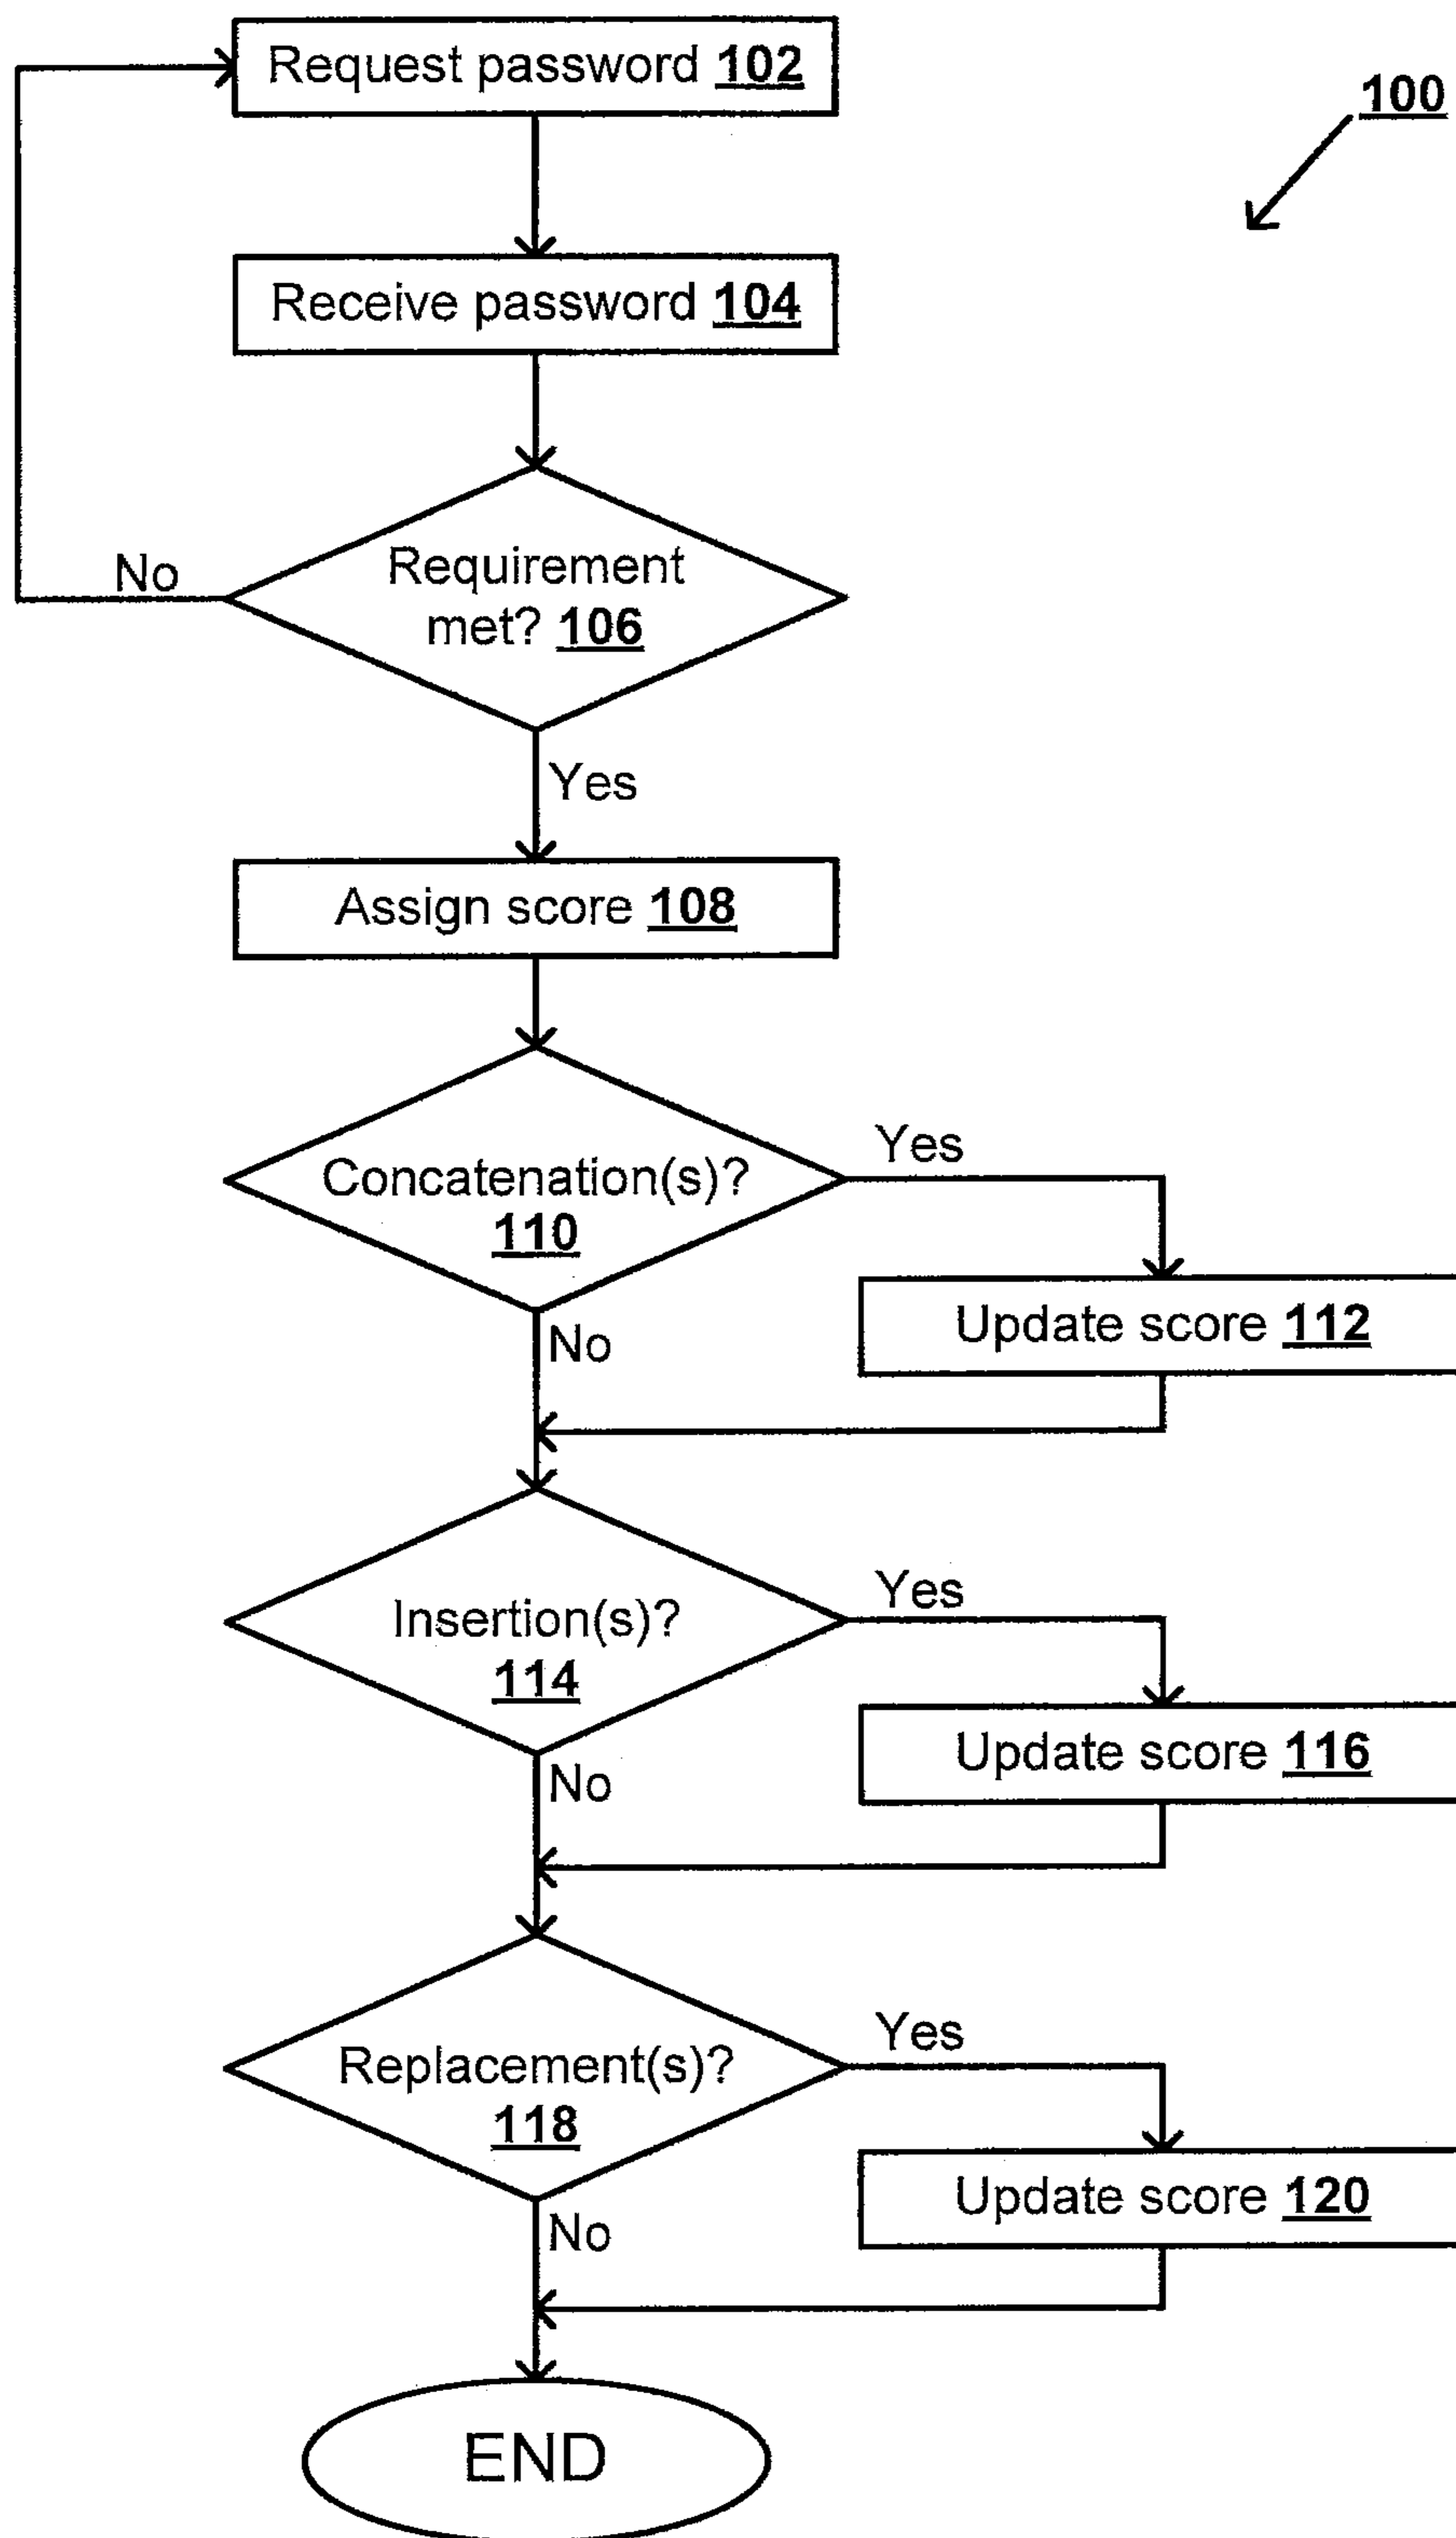 Request password 102
100
Receive password 104
No
Requirement
met? 106
Yes
Assign score 108
Concatenation(s)?
110
Yes
Update score 112
No
Insertion(s)?
114
Yes
Update score 116
No
Replacement(s)?
118
Yes
Update score 120
No
END